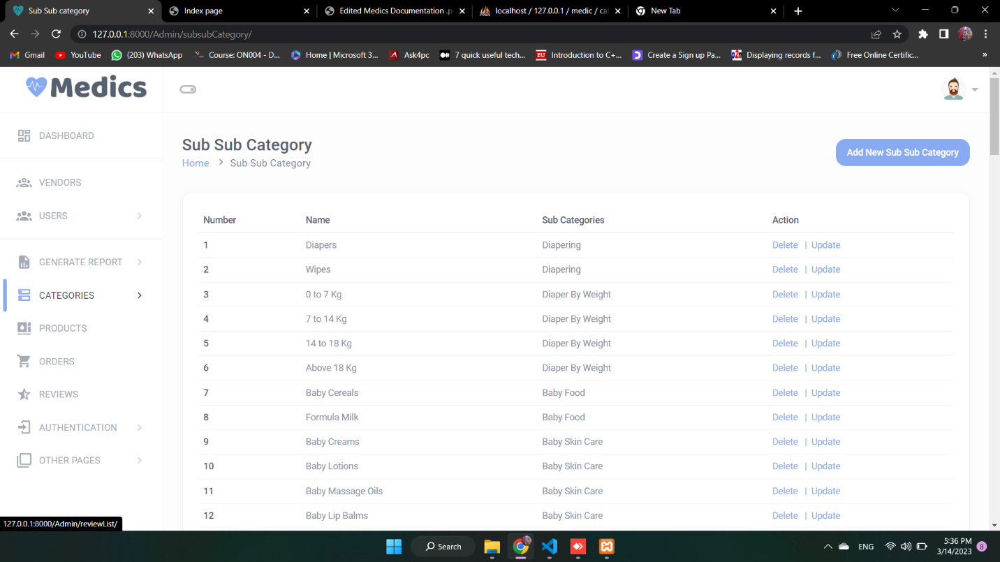 Sub Sub category
Index page
Edited Medics Documentation .p
localhost / 127.0.0.1 / medic / ca
New Tab
127.0.0.1:8000/Admin/subsubCategory/
Gmail
YouTube
(203) WhatsApp
Course: ON004 - D...
Home | Microsoft 3...
Ask4pc
7 quick useful tech...
BU
Introduction to C+...
Create a Sign up Pa...
Displaying records f...
Free Online Certific...
»
Medics
DASHBOARD
VENDORS
USERS
GENERATE REPORT
CATEGORIES
PRODUCTS
ORDERS
REVIEWS
AUTHENTICATION
OTHER PAGES
Sub Sub Category
Home > Sub Sub Category
Add New Sub Sub Category
Number Name Sub Categories Action
1 Diapers Diapering Delete | Update
2 Wipes Diapering Delete | Update
3 0 to 7 Kg Diaper By Weight Delete | Update
4 7 to 14 Kg Diaper By Weight Delete | Update
5 14 to 18 Kg Diaper By Weight Delete | Update
6 Above 18 Kg Diaper By Weight Delete | Update
7 Baby Cereals Baby Food Delete | Update
8 Formula Milk Baby Food Delete | Update
9 Baby Creams Baby Skin Care Delete | Update
10 Baby Lotions Baby Skin Care Delete | Update
11 Baby Massage Oils Baby Skin Care Delete | Update
12 Baby Lip Balms Baby Skin Care Delete | Update
127.0.0.1:8000/Admin/reviewList/
Search
ENG
5:36 PM
3/14/2023
8